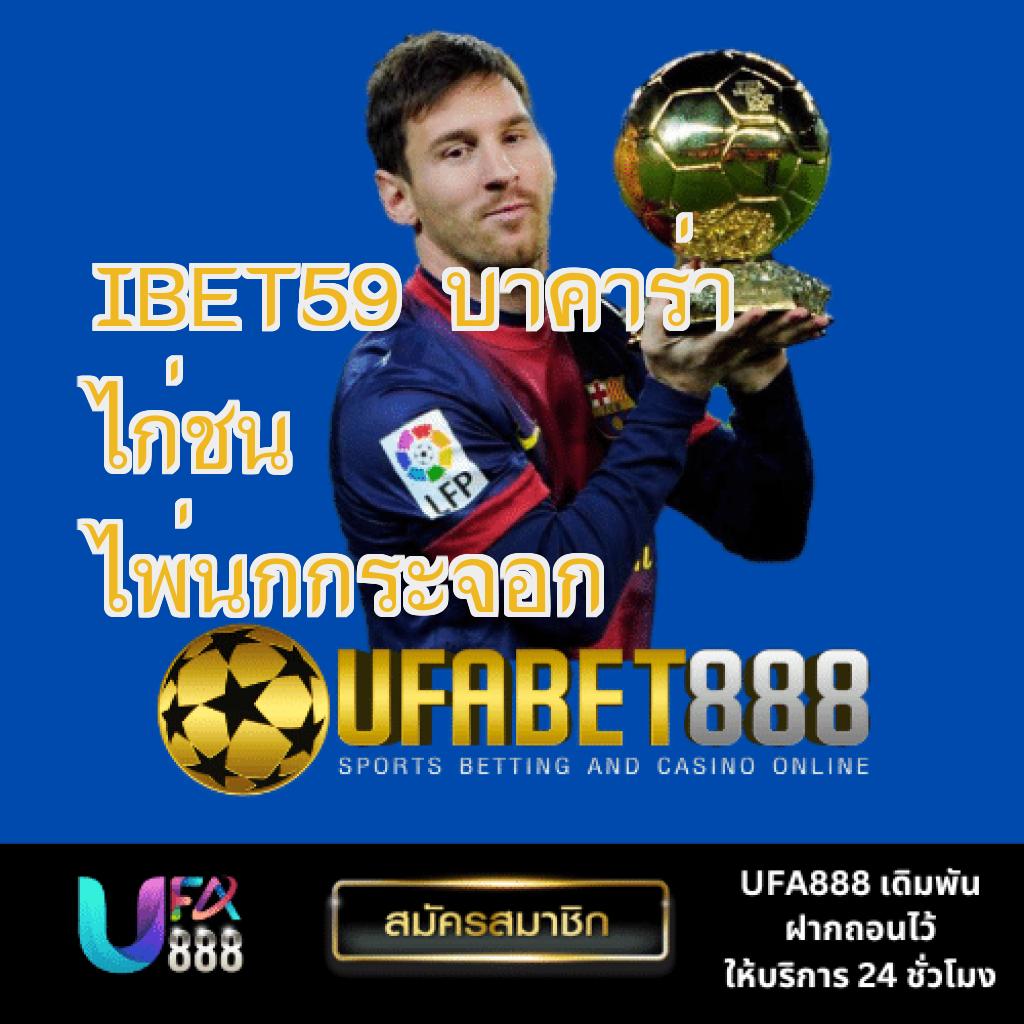 IBET59 บาคาร่า
ไก่ชน
ไพ่นกกระจอก
LFP
UFABET888
SPORTS BETTING AND CASINO ONLINE
UFA
888
สมัครสมาชิก
UFA888 เดิมพัน
ฝากถอนไว้
ให้บริการ 24 ชั่วโมง